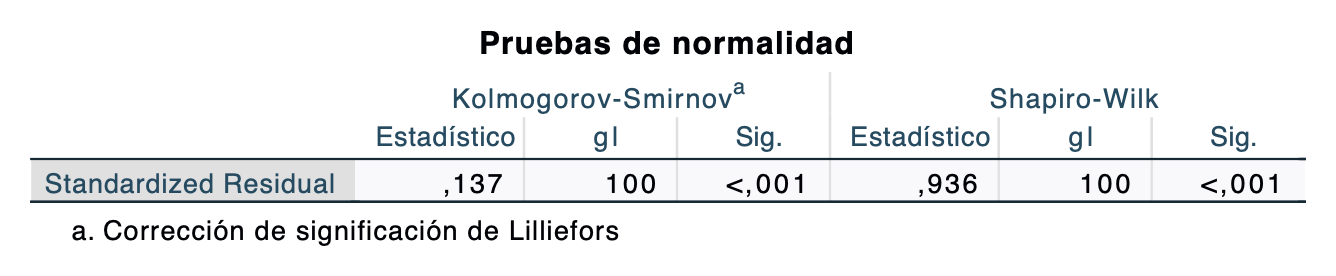 Pruebas de normalidad
Kolmogorov-Smirnovᵃ Shapiro-Wilk
Estadístico gl Sig. Estadístico gl Sig.
Standardized Residual ,137 100 <,001 ,936 100 <,001
a. Corrección de significación de Lilliefors